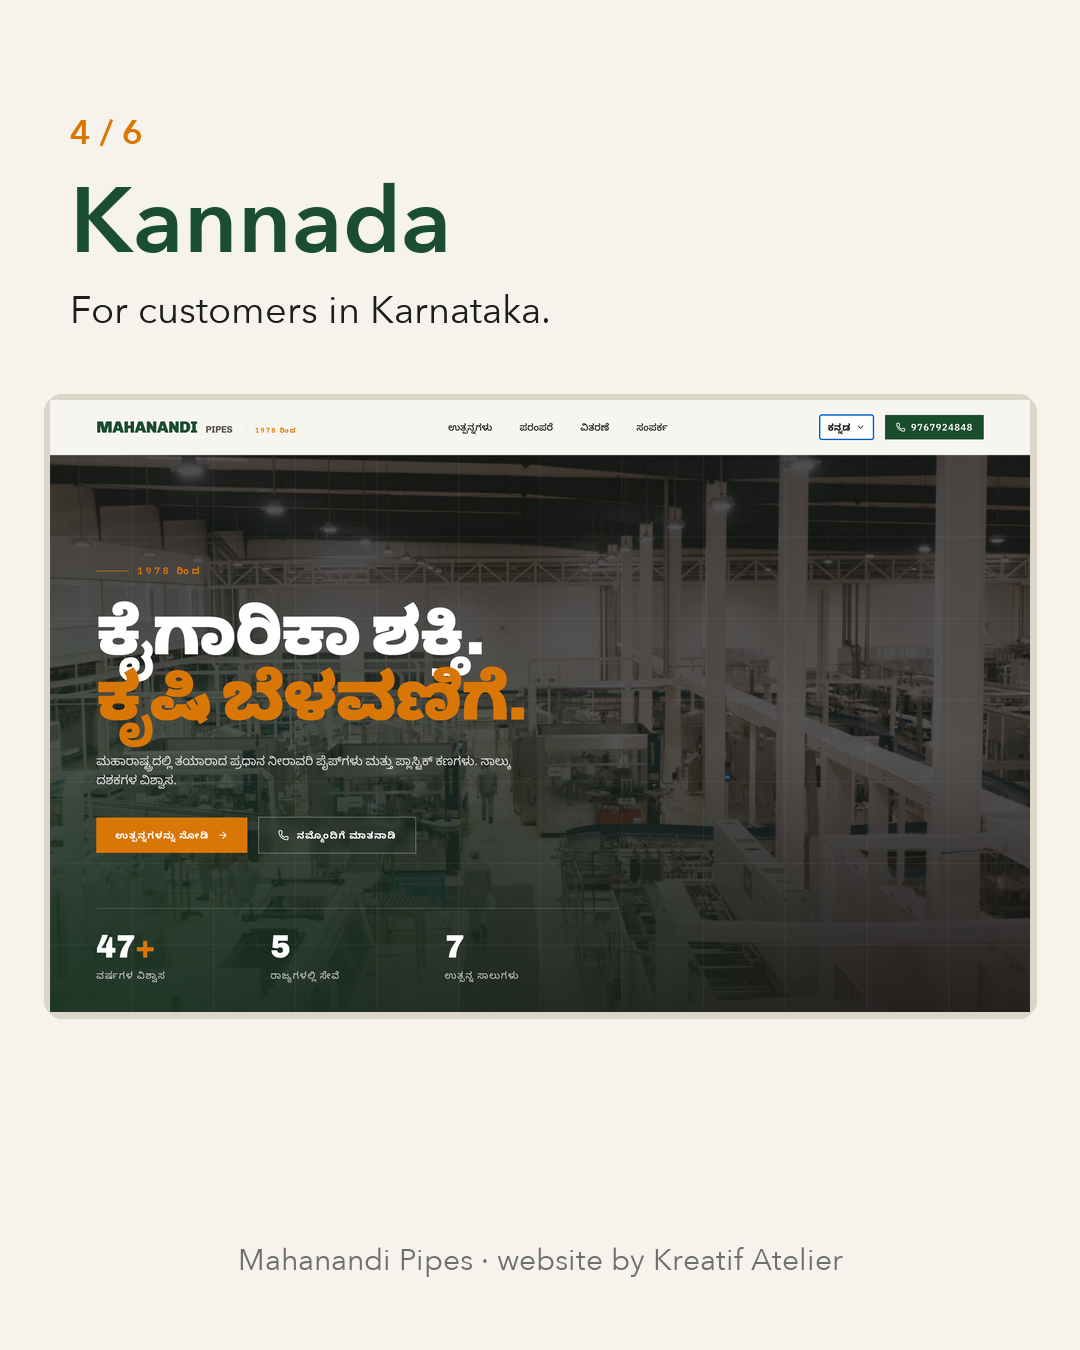 4 / 6
Kannada
For customers in Karnataka.
MAHANANDI PIPES 1978 ರಿಂದ ಉತ್ಪನ್ನಗಳು ಪರಂಪರೆ ವಿತರಣೆ ಸಂಪರ್ಕ ಕನ್ನಡ 9767924848
1978 ರಿಂದ
ಕೈಗಾರಿಕಾ ಶಕ್ತಿ.
ಕೃಷಿ ಬೆಳವಣಿಗೆ.
ಮಹಾರಾಷ್ಟ್ರದಲ್ಲಿ ತಯಾರಾದ ಪ್ರಧಾನ ನೀರಾವರಿ ಪೈಪ್‌ಗಳು ಮತ್ತು ಪ್ಲಾಸ್ಟಿಕ್ ಕಣಗಳು. ನಾಲ್ಕು
ದಶಕಗಳ ವಿಶ್ವಾಸ.
ಉತ್ಪನ್ನಗಳನ್ನು ನೋಡಿ → ನಮ್ಮೊಂದಿಗೆ ಮಾತನಾಡಿ
47+ 5 7
ವರ್ಷಗಳ ವಿಶ್ವಾಸ ರಾಜ್ಯಗಳಲ್ಲಿ ಸೇವೆ ಉತ್ಪನ್ನ ಸಾಲುಗಳು
Mahanandi Pipes · website by Kreatif Atelier